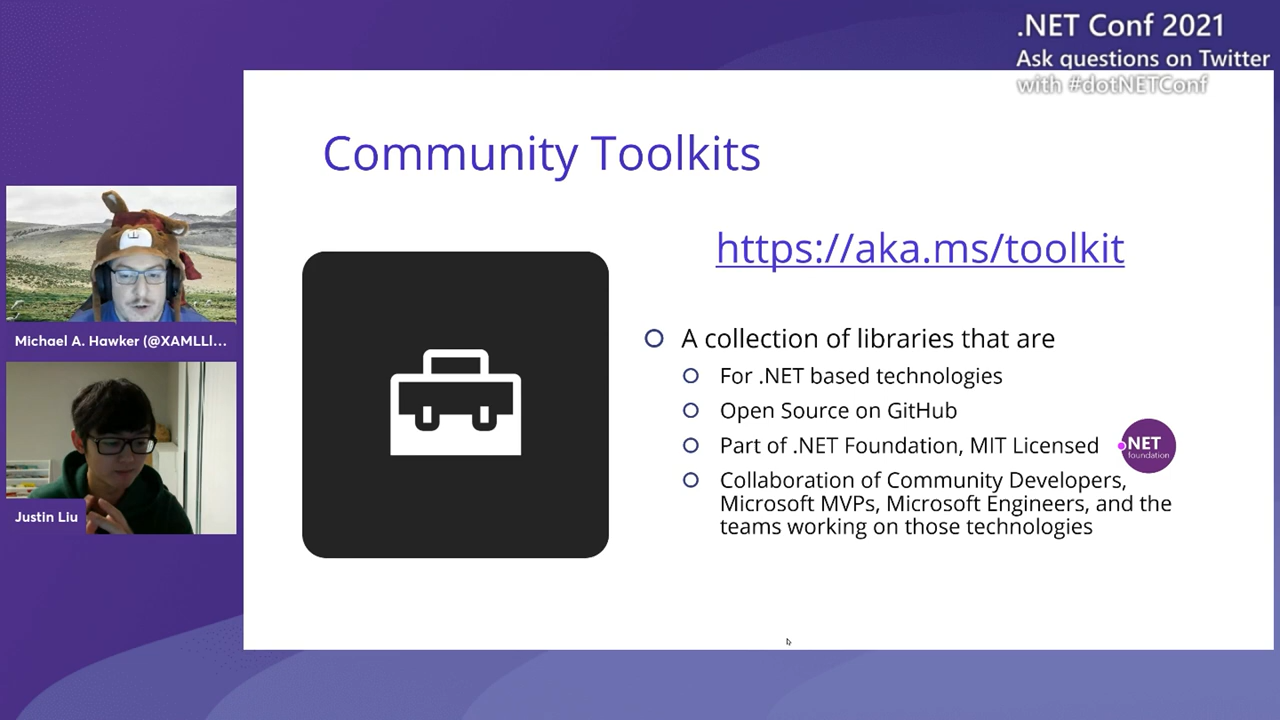 .NET Conf 2021
Ask questions on Twitter
with #dotNETConf
Community Toolkits
https://aka.ms/toolkit
A collection of libraries that are
For .NET based technologies
Open Source on GitHub
Part of .NET Foundation, MIT Licensed
.NET
foundation
Collaboration of Community Developers,
Microsoft MVPs, Microsoft Engineers, and the
teams working on those technologies
Michael A. Hawker (@XAMLLl...
Justin Liu